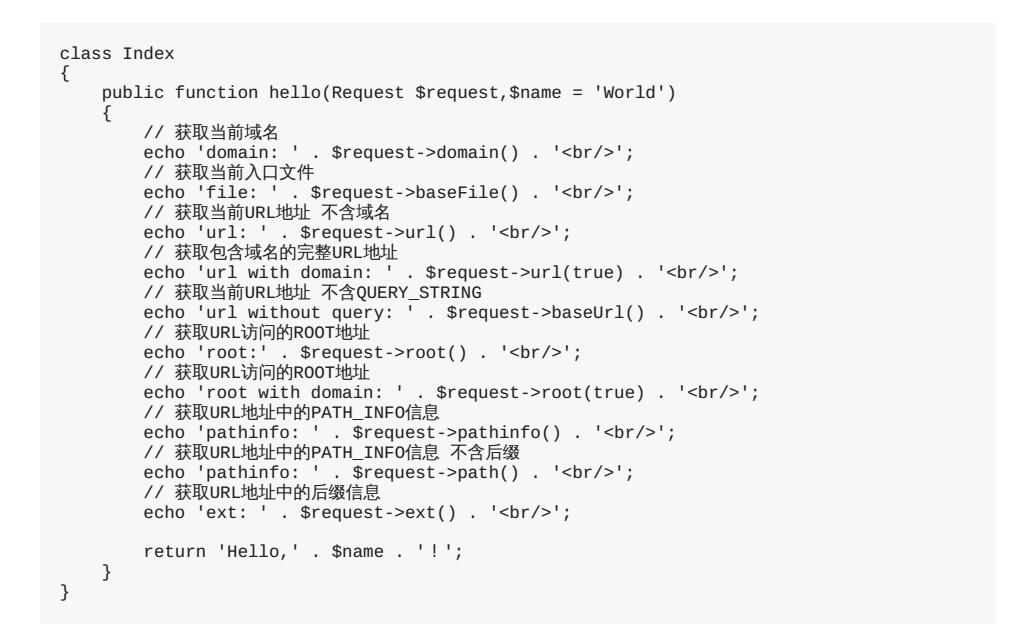 class Index
{
    public function hello(Request $request,$name = 'World')
    {
        // 获取当前域名
        echo 'domain: ' . $request->domain() . '<br/>';
        // 获取当前入口文件
        echo 'file: ' . $request->baseFile() . '<br/>';
        // 获取当前URL地址 不含域名
        echo 'url: ' . $request->url() . '<br/>';
        // 获取包含域名的完整URL地址
        echo 'url with domain: ' . $request->url(true) . '<br/>';
        // 获取当前URL地址 不含QUERY_STRING
        echo 'url without query: ' . $request->baseUrl() . '<br/>';
        // 获取URL访问的ROOT地址
        echo 'root:' . $request->root() . '<br/>';
        // 获取URL访问的ROOT地址
        echo 'root with domain: ' . $request->root(true) . '<br/>';
        // 获取URL地址中的PATH_INFO信息
        echo 'pathinfo: ' . $request->pathinfo() . '<br/>';
        // 获取URL地址中的PATH_INFO信息 不含后缀
        echo 'pathinfo: ' . $request->path() . '<br/>';
        // 获取URL地址中的后缀信息
        echo 'ext: ' . $request->ext() . '<br/>';

        return 'Hello,' . $name . '！';
    }
}